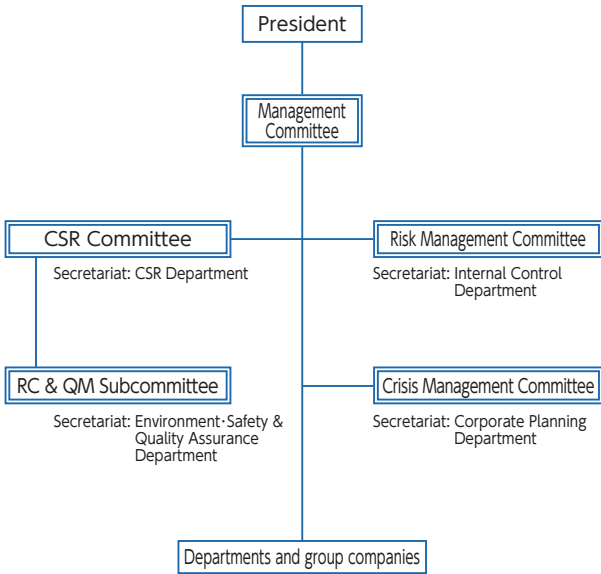 President
Management
Committee
CSR Committee
Secretariat: CSR Department
Risk Management Committee
Secretariat: Internal Control
Department
RC & QM Subcommittee
Secretariat: Environment·Safety &
Quality Assurance
Department
Crisis Management Committee
Secretariat: Corporate Planning
Department
Departments and group companies